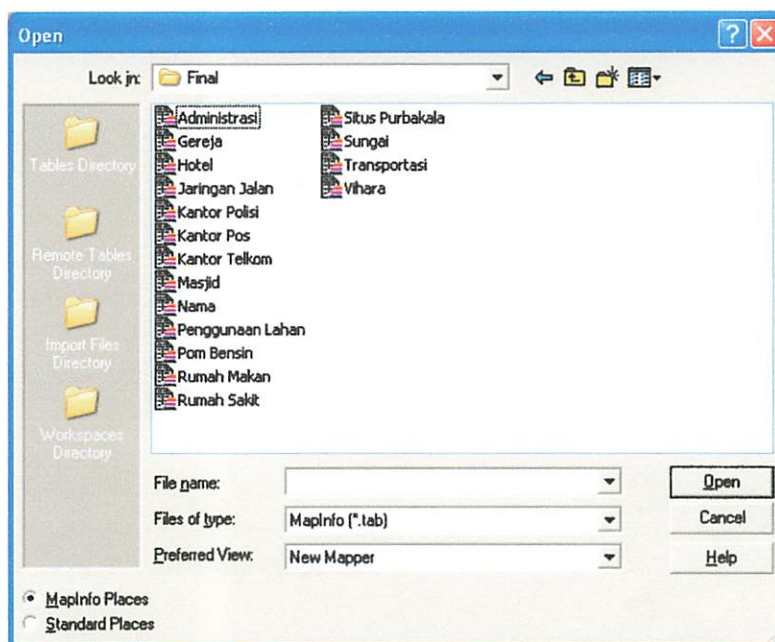 Open
Look in: Final
Tables Directory
Remote Tables
Directory
Import Files
Directory
Workspaces
Directory
Administrasi
Gereja
Hotel
Jaringan Jalan
Kantor Polisi
Kantor Pos
Kantor Telkom
Masjid
Nama
Penggunaan Lahan
Pom Bensin
Rumah Makan
Rumah Sakit
Situs Purbakala
Sungai
Transportasi
Vihara
File name:
Open
Files of type: MapInfo (*.tab)
Cancel
Preferred View: New Mapper
Help
MapInfo Places
Standard Places